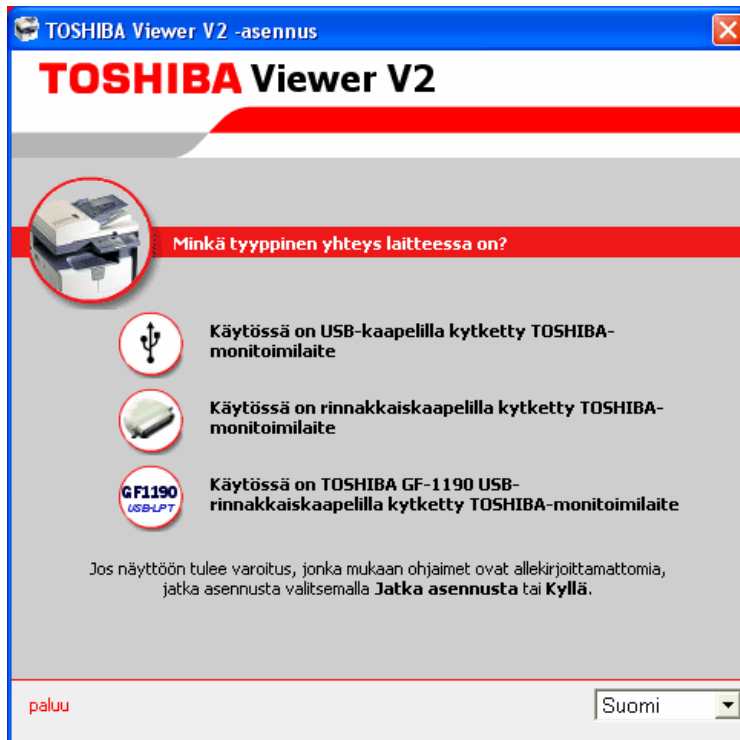 TOSHIBA Viewer V2 -asennus
TOSHIBA Viewer V2
Minkä tyyppinen yhteys laitteessa on?
Käytössä on USB-kaapelilla kytketty TOSHIBA-
monitoimilaite
Käytössä on rinnakkaiskaapelilla kytketty TOSHIBA-
monitoimilaite
GF1190
USB-LPT
Käytössä on TOSHIBA GF-1190 USB-
rinnakkaiskaapelilla kytketty TOSHIBA-monitoimilaite
Jos näyttöön tulee varoitus, jonka mukaan ohjaimet ovat allekirjoittamattomia,
jatka asennusta valitsemalla Jatka asennusta tai Kyllä.
paluu
Suomi